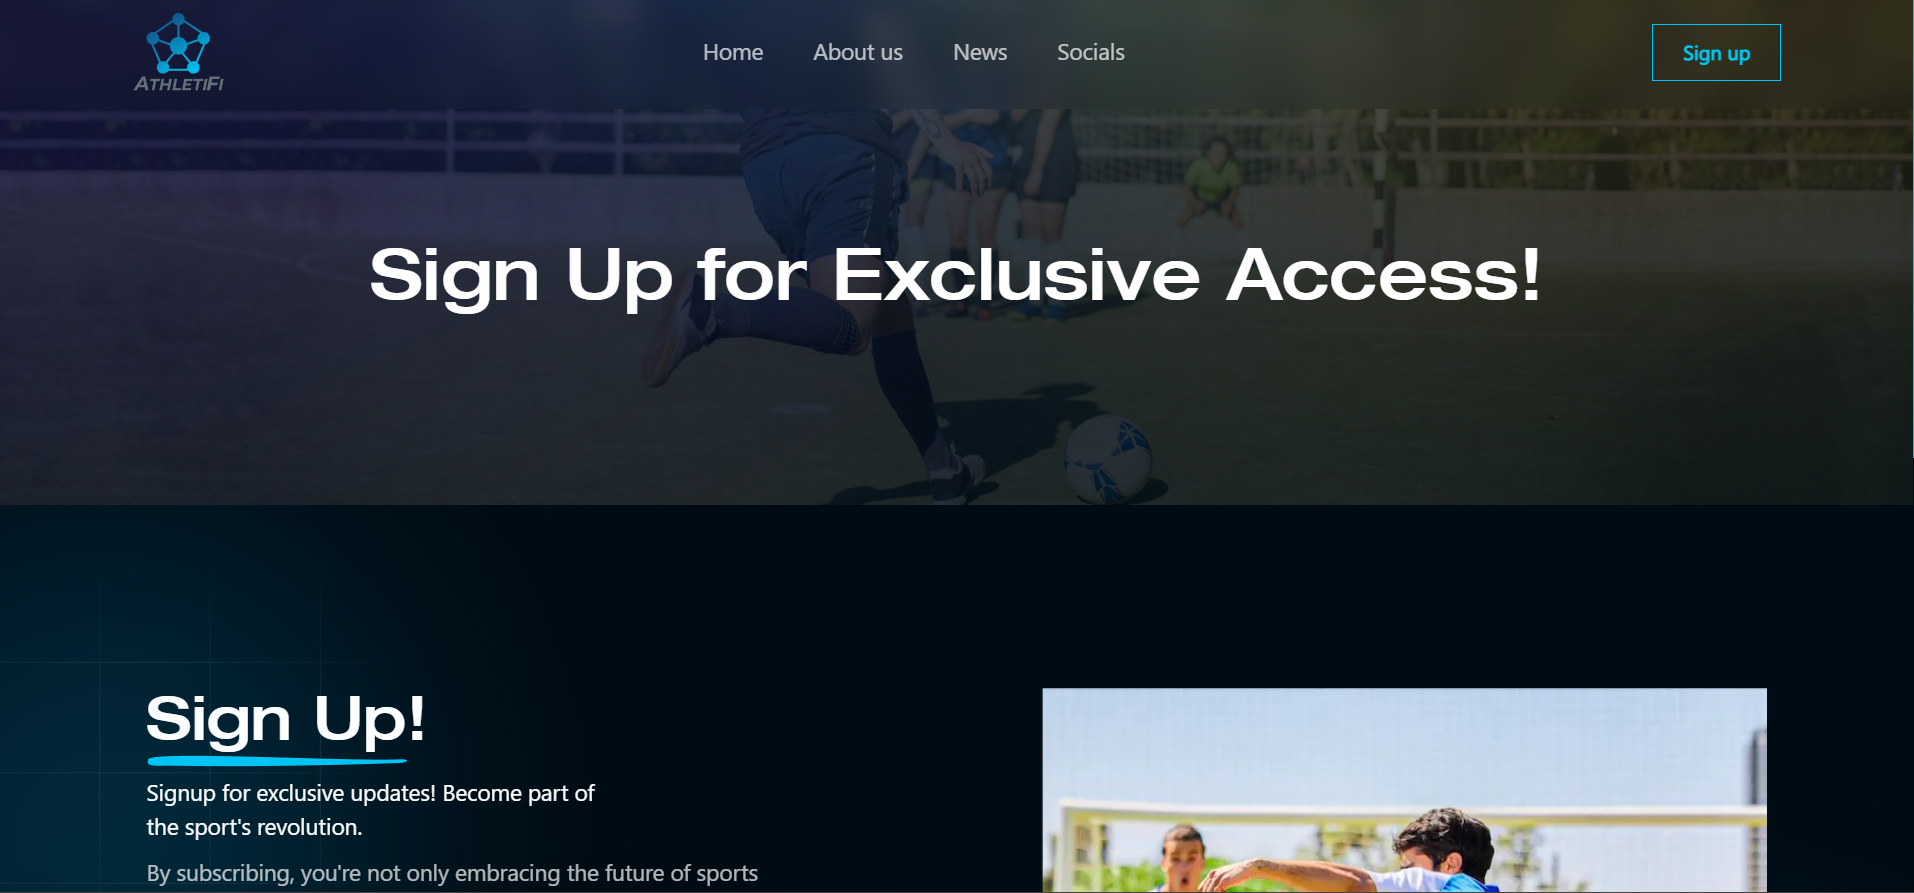 ATHLETIFI
Home
About us
News
Socials
Sign up
Sign Up for Exclusive Access!
Sign Up!
Signup for exclusive updates! Become part of
the sport's revolution.
By subscribing, you're not only embracing the future of sports